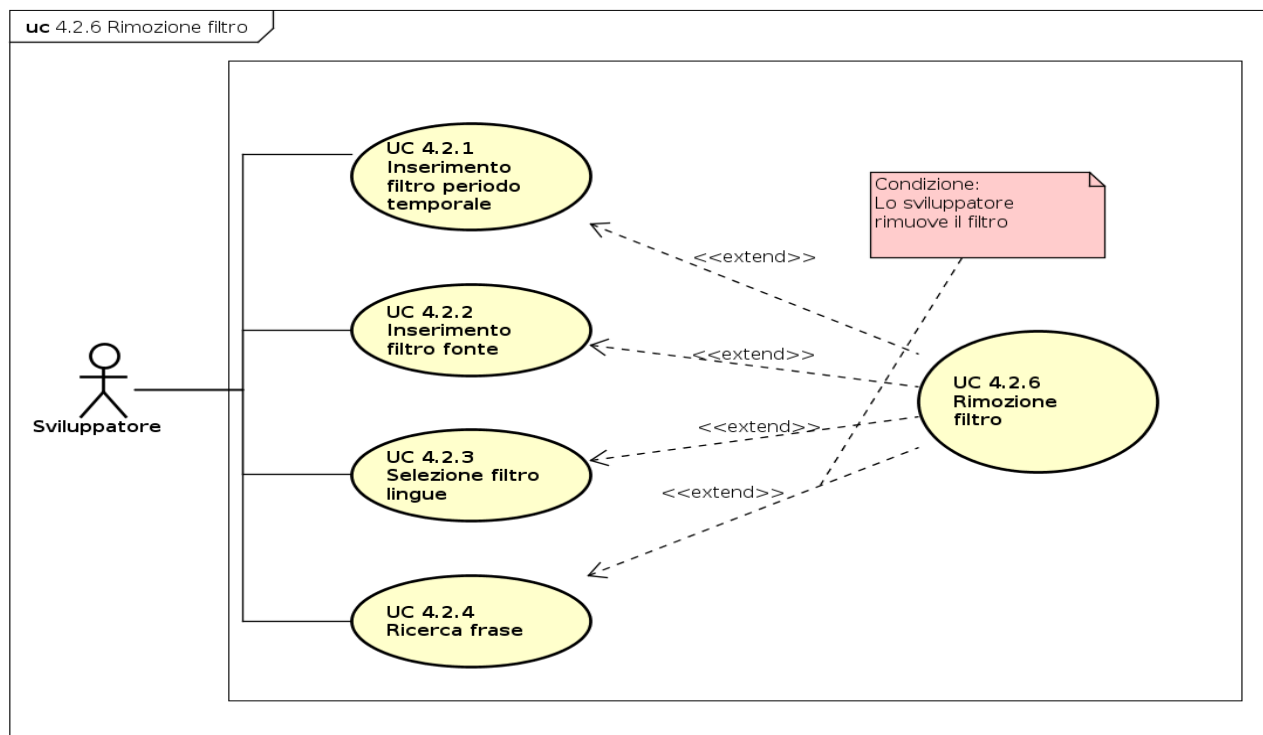 uc 4.2.6 Rimozione filtro
UC 4.2.1
Inserimento
filtro periodo
temporale
Condizione:
Lo sviluppatore
rimuove il filtro
<<extend>>
UC 4.2.2
Inserimento
filtro fonte
<<extend>>
UC 4.2.6
Rimozione
filtro
Sviluppatore
<<extend>>
UC 4.2.3
Selezione filtro
lingue
<<extend>>
UC 4.2.4
Ricerca frase